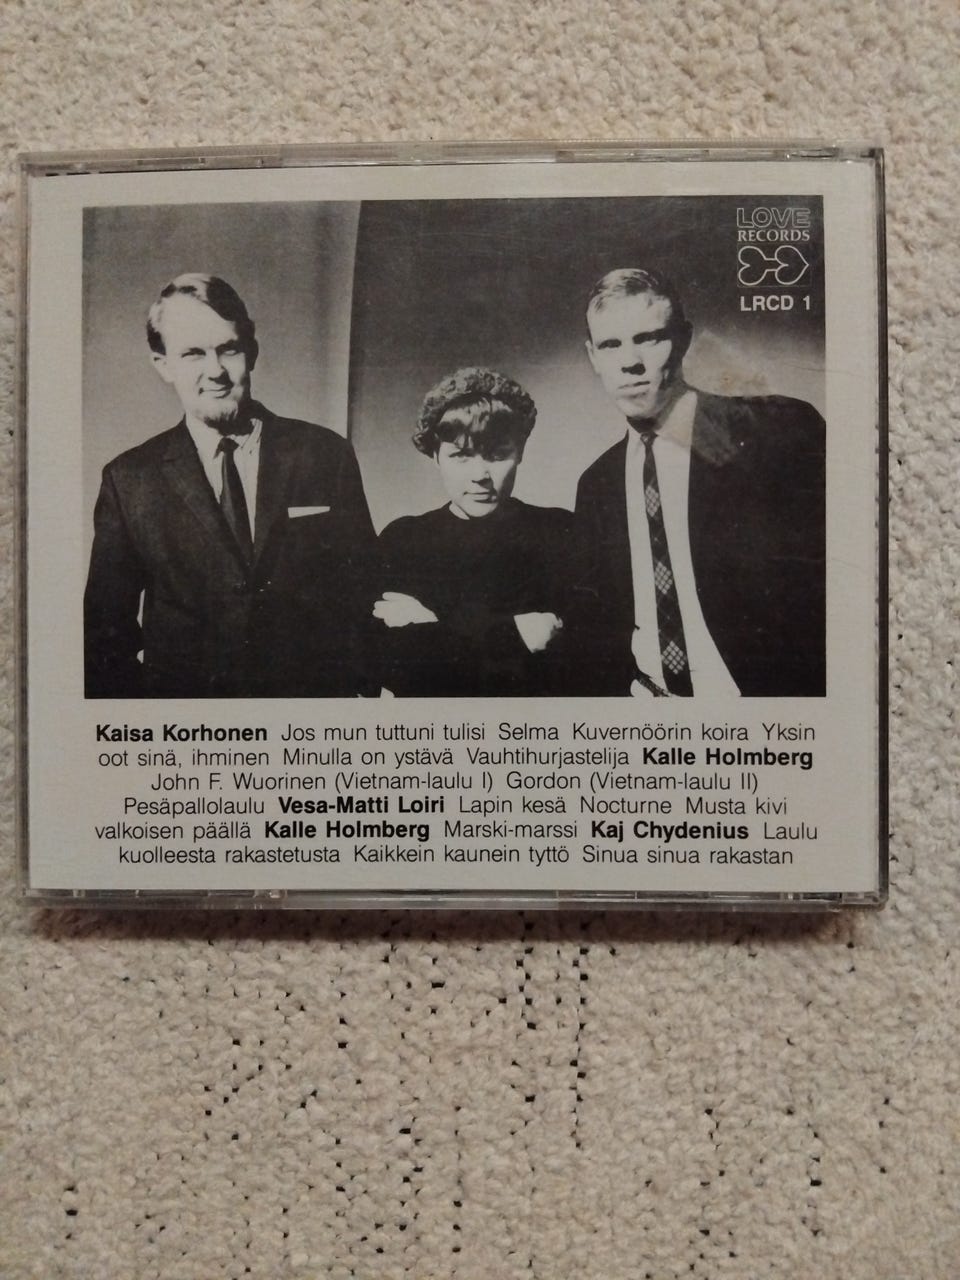 LOVE
RECORDS
LRCD 1
Kaisa Korhonen Jos mun tuttuni tulisi Selma Kuvernöörin koira Yksin
oot sinä, ihminen Minulla on ystävä Vauhtihurjastelija Kalle Holmberg
John F. Wuorinen (Vietnam-laulu I) Gordon (Vietnam-laulu II)
Pesäpallolaulu Vesa-Matti Loiri Lapin kesä Nocturne Musta kivi
valkoisen päällä Kalle Holmberg Marski-marssi Kaj Chydenius Laulu
kuolleesta rakastetusta Kaikkein kaunein tyttö Sinua sinua rakastan